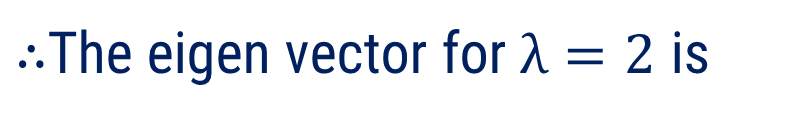 ∴The eigen vector for λ = 2 is